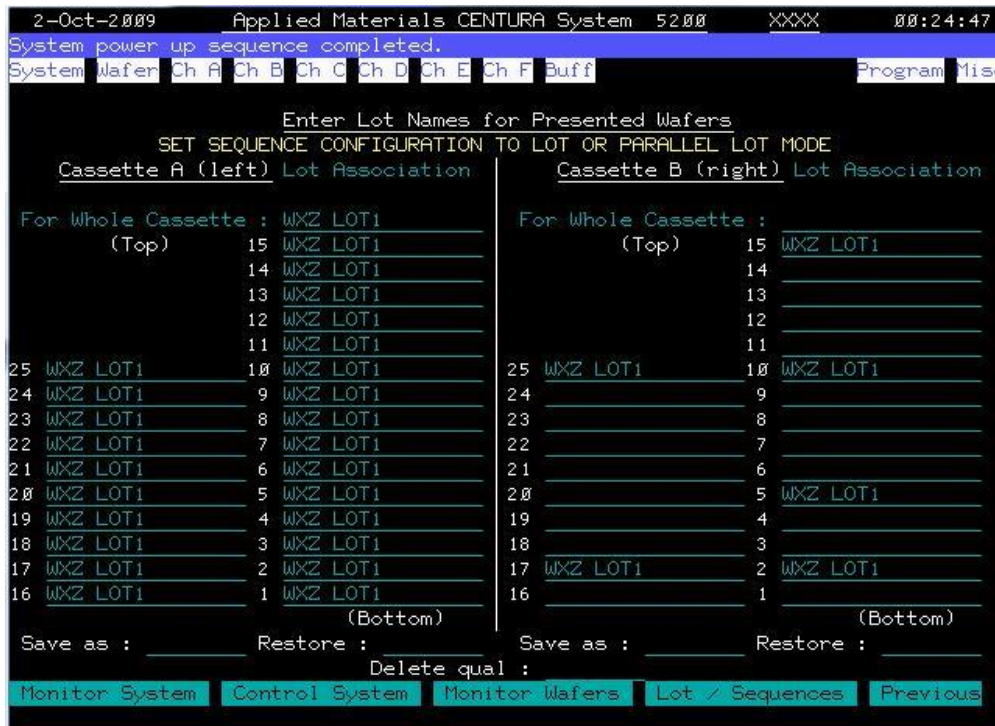 2-Oct-2009 Applied Materials CENTURA System 5200 XXXX 00:24:47
System power up sequence completed.
System Wafer Ch A Ch B Ch C Ch D Ch E Ch F Buff Program Mis
Enter Lot Names for Presented Wafers
SET SEQUENCE CONFIGURATION TO LOT OR PARALLEL LOT MODE
Cassette A (left) Lot Association Cassette B (right) Lot Association
For Whole Cassette : WXZ LOT1 For Whole Cassette :
(Top) 15 WXZ LOT1 (Top) 15 WXZ LOT1
14 WXZ LOT1 14
13 WXZ LOT1 13
12 WXZ LOT1 12
11 WXZ LOT1 11
25 WXZ LOT1 10 WXZ LOT1 25 WXZ LOT1 10 WXZ LOT1
24 WXZ LOT1 9 WXZ LOT1 24 9
23 WXZ LOT1 8 WXZ LOT1 23 8
22 WXZ LOT1 7 WXZ LOT1 22 7
21 WXZ LOT1 6 WXZ LOT1 21 6
20 WXZ LOT1 5 WXZ LOT1 20 5 WXZ LOT1
19 WXZ LOT1 4 WXZ LOT1 19 4
18 WXZ LOT1 3 WXZ LOT1 18 3
17 WXZ LOT1 2 WXZ LOT1 17 WXZ LOT1 2 WXZ LOT1
16 WXZ LOT1 1 WXZ LOT1 16 1
(Bottom) (Bottom)
Save as : Restore : Save as : Restore :
Delete qual :
Monitor System Control System Monitor Wafers Lot / Sequences Previous